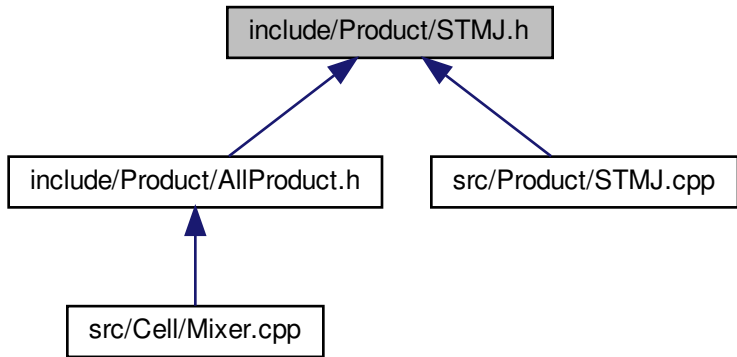 include/Product/STMJ.h
include/Product/AllProduct.h
src/Product/STMJ.cpp
src/Cell/Mixer.cpp